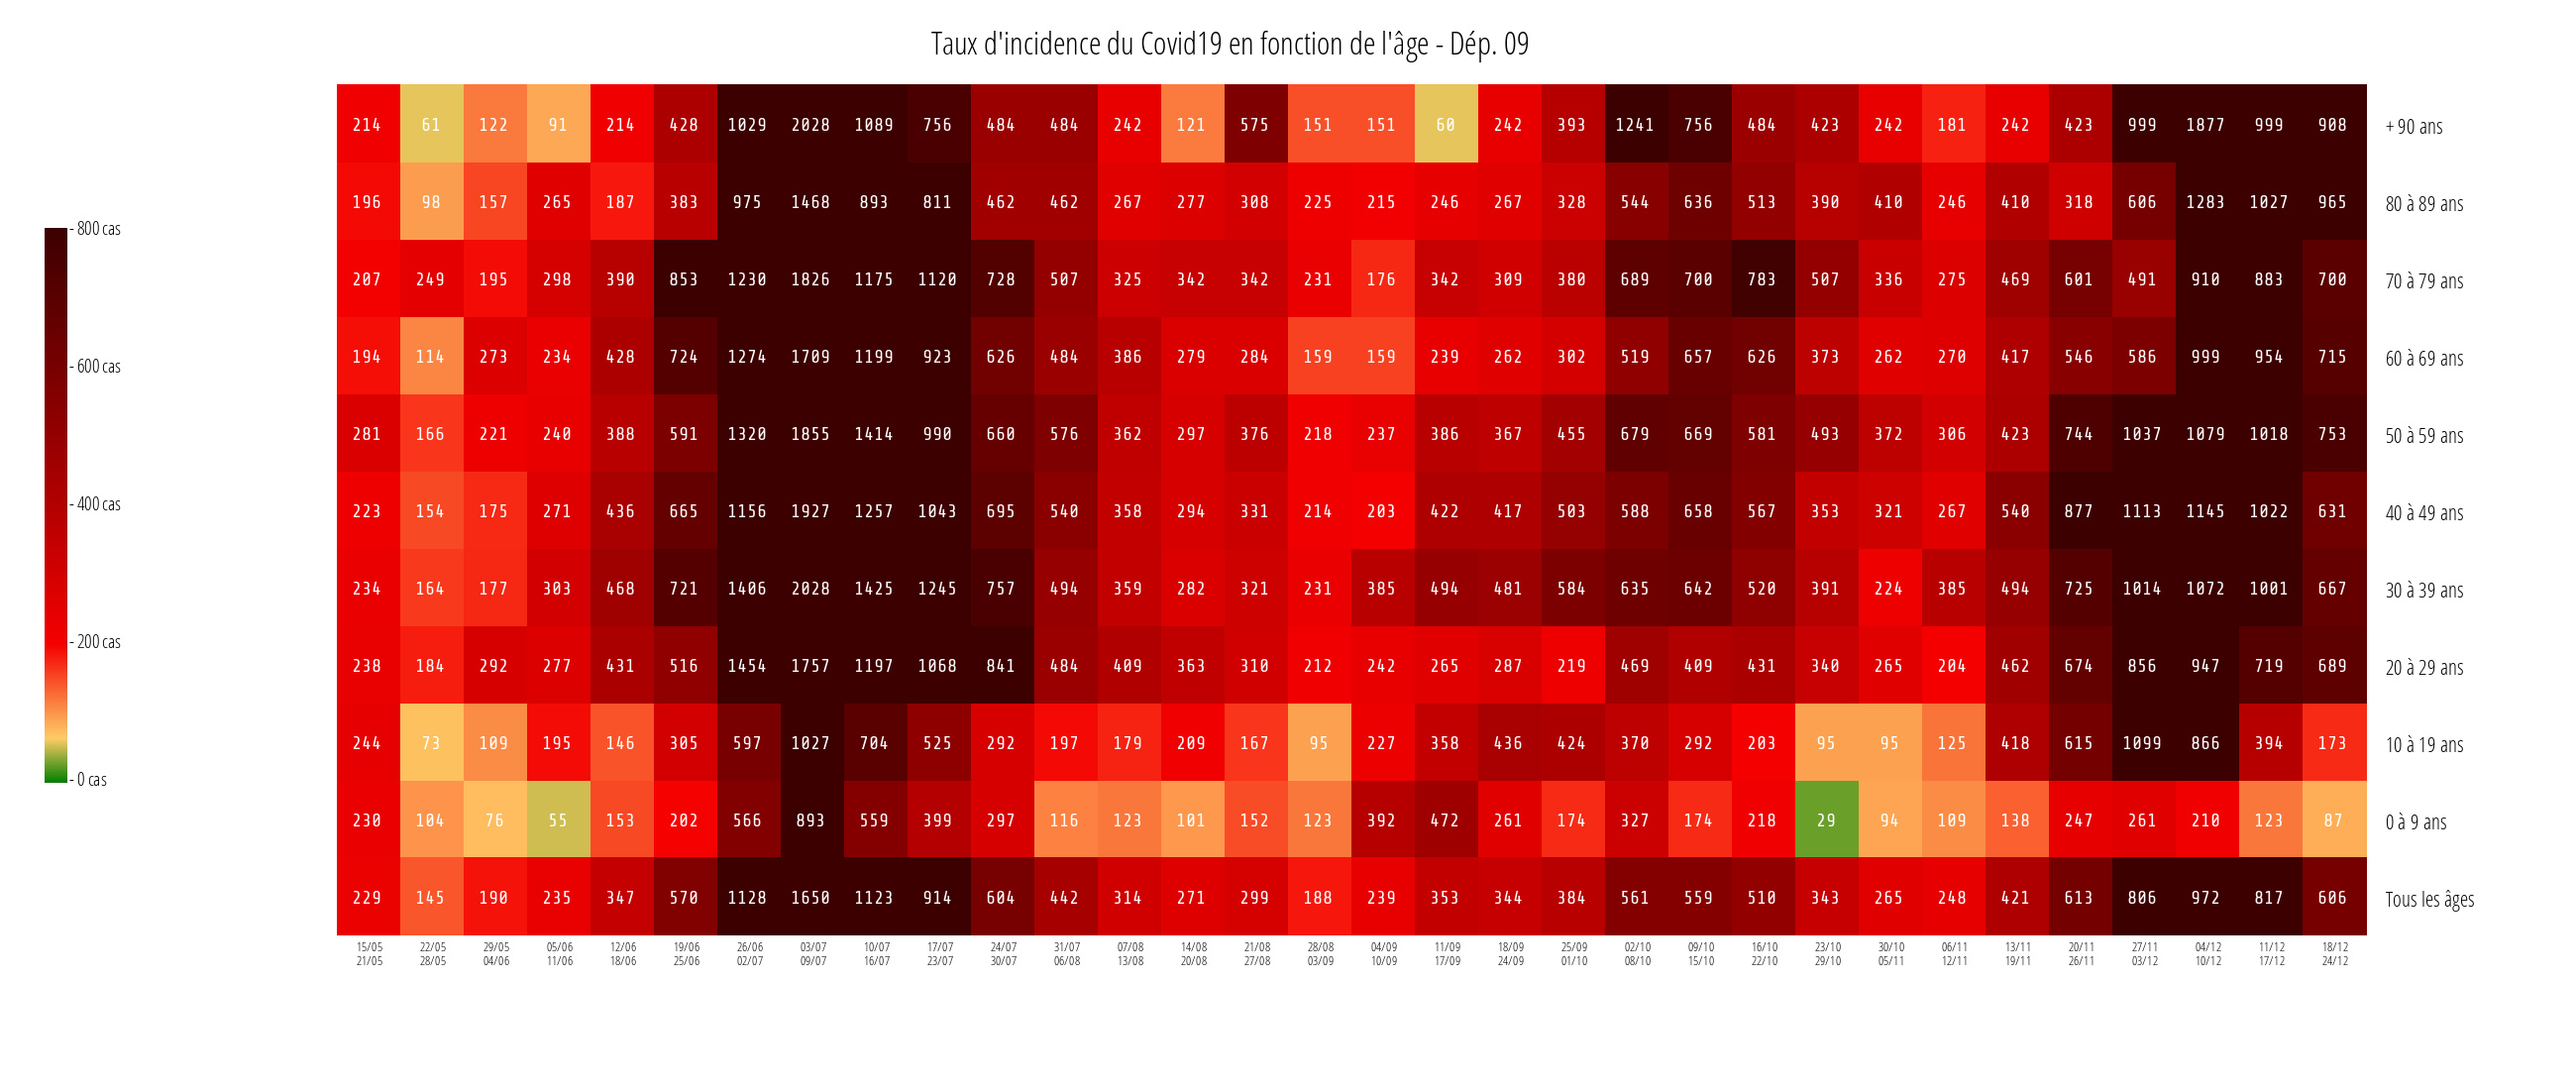 Taux d'incidence du Covid19 en fonction de l'âge - Dép. 09
- 800 cas
- 600 cas
- 400 cas
- 200 cas
- 0 cas
214 61 122 91 214 428 1029 2028 1089 756 484 484 242 121 575 151 151 60 242 393 1241 756 484 423 242 181 242 423 999 1877 999 908 + 90 ans
196 98 157 265 187 383 975 1468 893 811 462 462 267 277 308 225 215 246 267 328 544 636 513 390 410 246 410 318 606 1283 1027 965 80 à 89 ans
207 249 195 298 390 853 1230 1826 1175 1120 728 507 325 342 342 231 176 342 309 380 689 700 783 507 336 275 469 601 491 910 883 700 70 à 79 ans
194 114 273 234 428 724 1274 1709 1199 923 626 484 386 279 284 159 159 239 262 302 519 657 626 373 262 270 417 546 586 999 954 715 60 à 69 ans
281 166 221 240 388 591 1320 1855 1414 990 660 576 362 297 376 218 237 386 367 455 679 669 581 493 372 306 423 744 1037 1079 1018 753 50 à 59 ans
223 154 175 271 436 665 1156 1927 1257 1043 695 540 358 294 331 214 203 422 417 503 588 658 567 353 321 267 540 877 1113 1145 1022 631 40 à 49 ans
234 164 177 303 468 721 1406 2028 1425 1245 757 494 359 282 321 231 385 494 481 584 635 642 520 391 224 385 494 725 1014 1072 1001 667 30 à 39 ans
238 184 292 277 431 516 1454 1757 1197 1068 841 484 409 363 310 212 242 265 287 219 469 409 431 340 265 204 462 674 856 947 719 689 20 à 29 ans
244 73 109 195 146 305 597 1027 704 525 292 197 179 209 167 95 227 358 436 424 370 292 203 95 95 125 418 615 1099 866 394 173 10 à 19 ans
230 104 76 55 153 202 566 893 559 399 297 116 123 101 152 123 392 472 261 174 327 174 218 29 94 109 138 247 261 210 123 87 0 à 9 ans
229 145 190 235 347 570 1128 1650 1123 914 604 442 314 271 299 188 239 353 344 384 561 559 510 343 265 248 421 613 806 972 817 606 Tous les âges
15/05 22/05 29/05 05/06 12/06 19/06 26/06 03/07 10/07 17/07 24/07 31/07 07/08 14/08 21/08 28/08 04/09 11/09 18/09 25/09 02/10 09/10 16/10 23/10 30/10 06/11 13/11 20/11 27/11 04/12 11/12 18/12
21/05 28/05 04/06 11/06 18/06 25/06 02/07 09/07 16/07 23/07 30/07 06/08 13/08 20/08 27/08 03/09 10/09 17/09 24/09 01/10 08/10 15/10 22/10 29/10 05/11 12/11 19/11 26/11 03/12 10/12 17/12 24/12